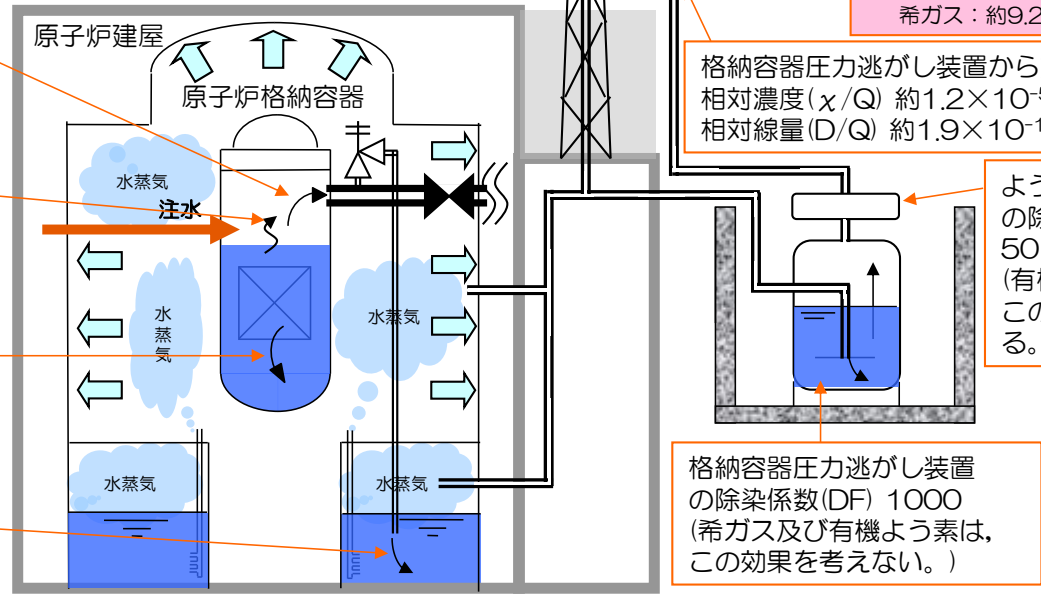 希ガス：約9.2
原子炉建屋
格納容器圧力逃がし装置から
相対濃度(χ/Q) 約1.2×10⁻
相対線量(D/Q) 約1.9×10⁻¹
原子炉格納容器
水蒸気
注水
よう
の除
50
(有機
この
る。
水蒸気
水蒸気
水蒸気
水蒸気
格納容器圧力逃がし装置
の除染係数(DF) 1000
(希ガス及び有機よう素は，
この効果を考えない。)